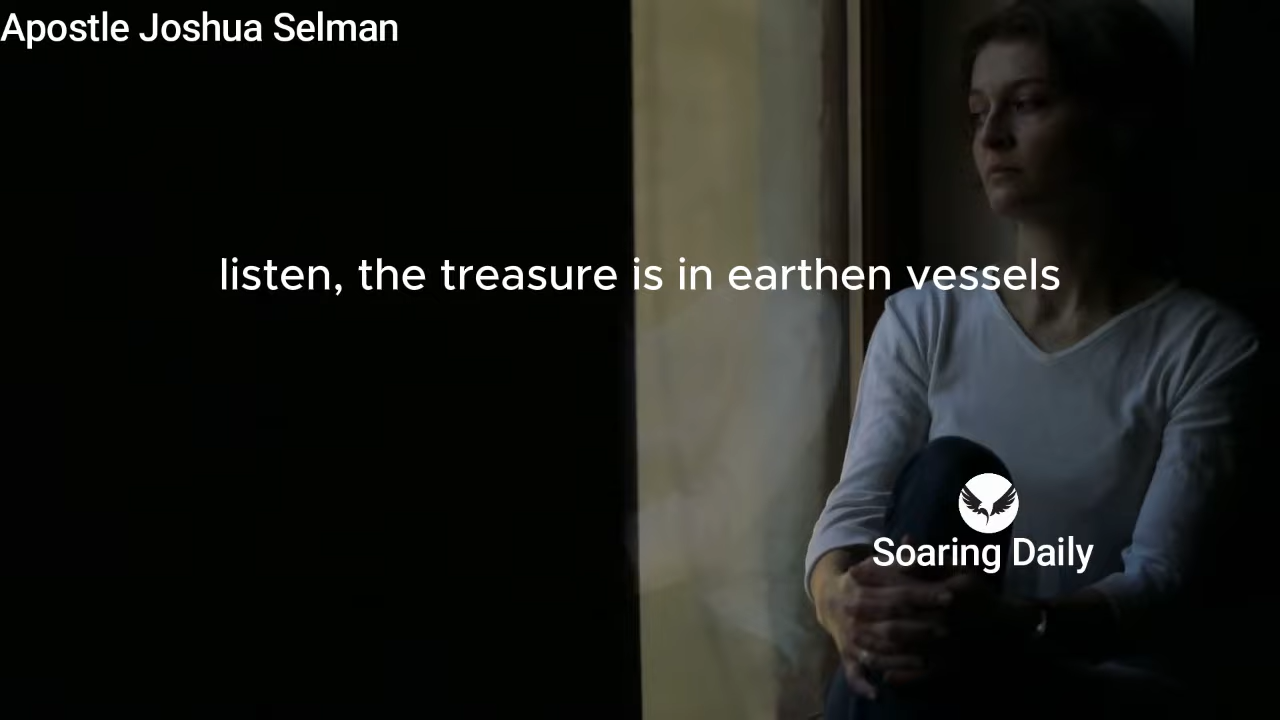 Apostle Joshua Selman
listen, the treasure is in earthen vessels
Soaring Daily